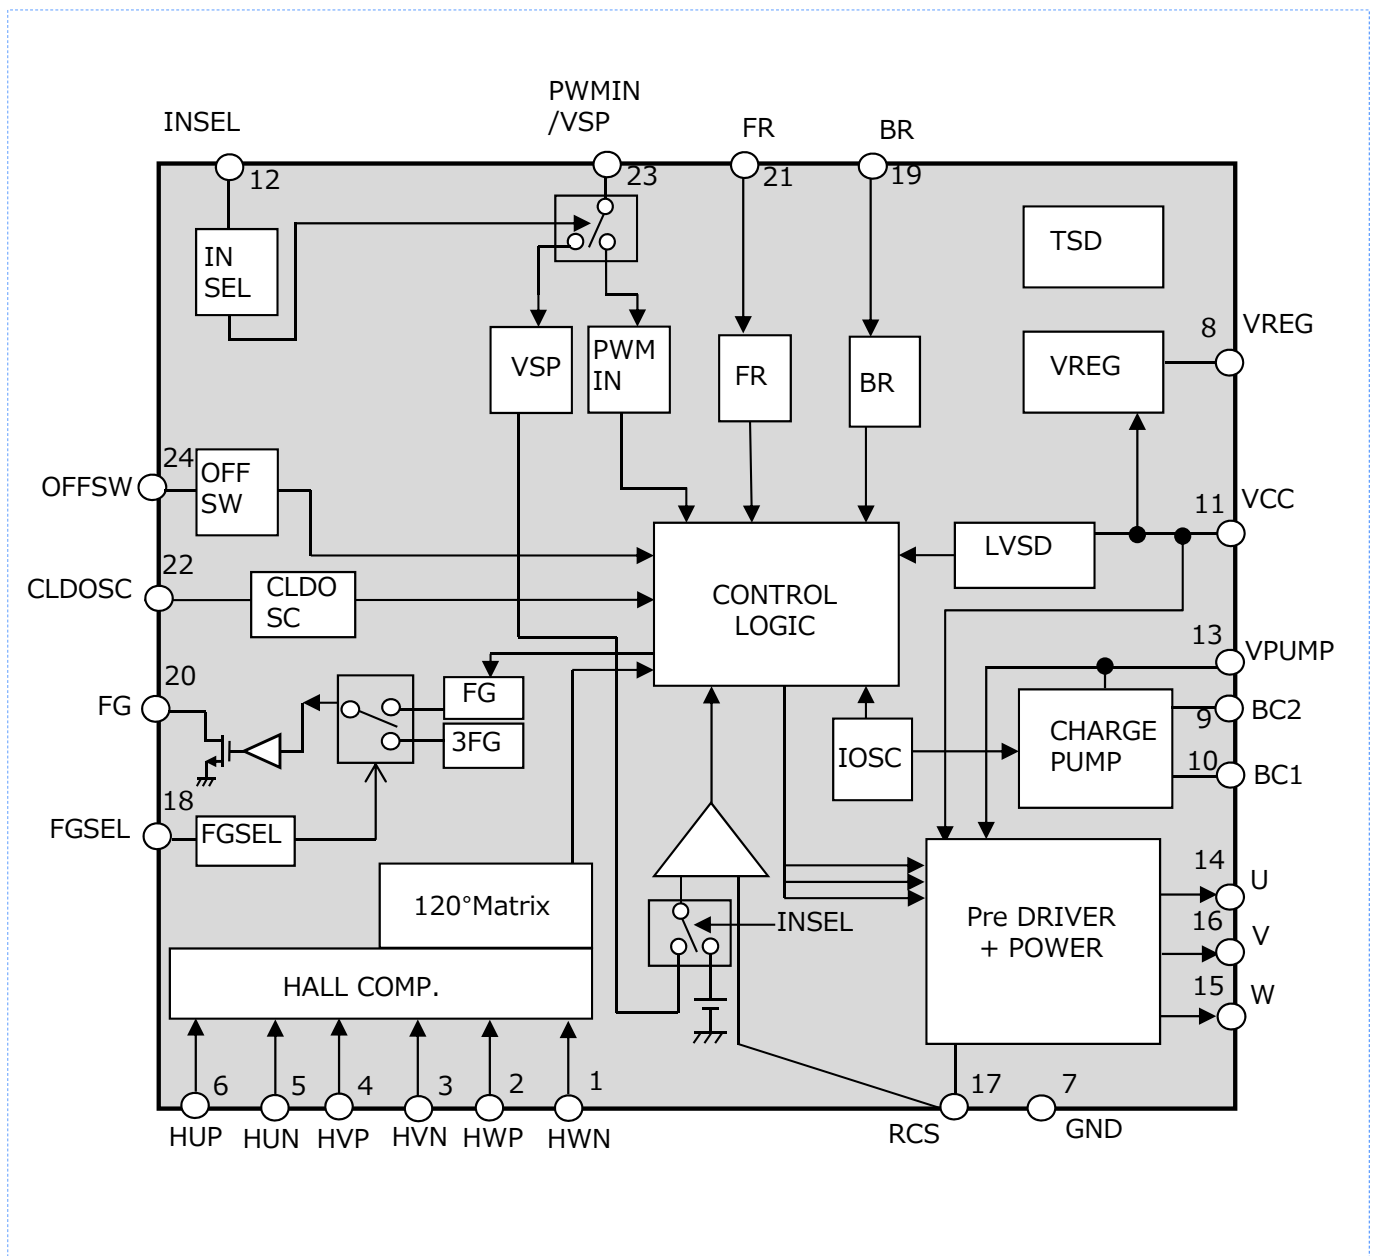 PWMIN
/VSP
INSEL
FR
BR
12
23
21
19
IN
SEL
TSD
8
VREG
VSP
PWM
IN
FR
BR
VREG
24
OFFSW
OFF
SW
11
VCC
LVSD
22
CLDOSC
CLDO
SC
CONTROL
LOGIC
13
VPUMP
20
FG
FG
3FG
9
BC2
IOSC
CHARGE
PUMP
10
BC1
18
FGSEL
FGSEL
14
U
120°Matrix
INSEL
Pre DRIVER
+ POWER
16
V
HALL COMP.
15
W
6
5
4
3
2
1
17
7
HUP
HUN
HVP
HVN
HWP
HWN
RCS
GND